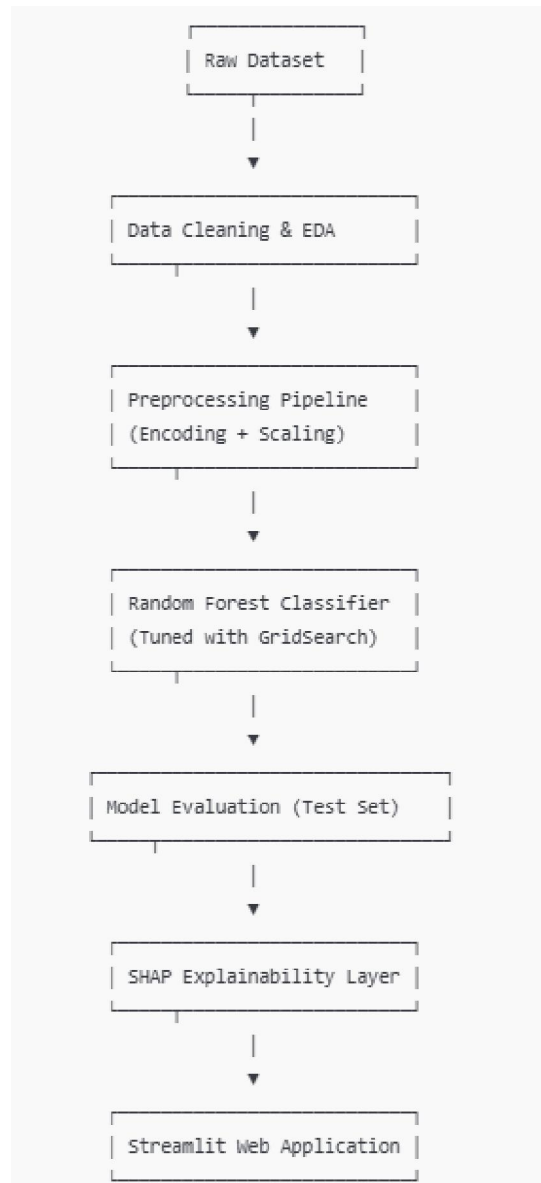 Raw Dataset
Data Cleaning & EDA
Preprocessing Pipeline
(Encoding + Scaling)
Random Forest Classifier
(Tuned with GridSearch)
Model Evaluation (Test Set)
SHAP Explainability Layer
Streamlit Web Application